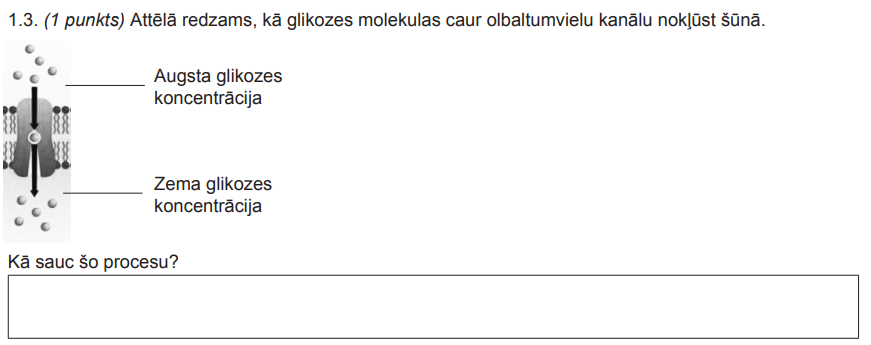 1.3. (1 punkts) Attēlā redzams, kā glikozes molekulas caur olbaltumvielu kanālu nokļūst šūnā.
Augsta glikozes
koncentrācija
Zema glikozes
koncentrācija
Kā sauc šo procesu?